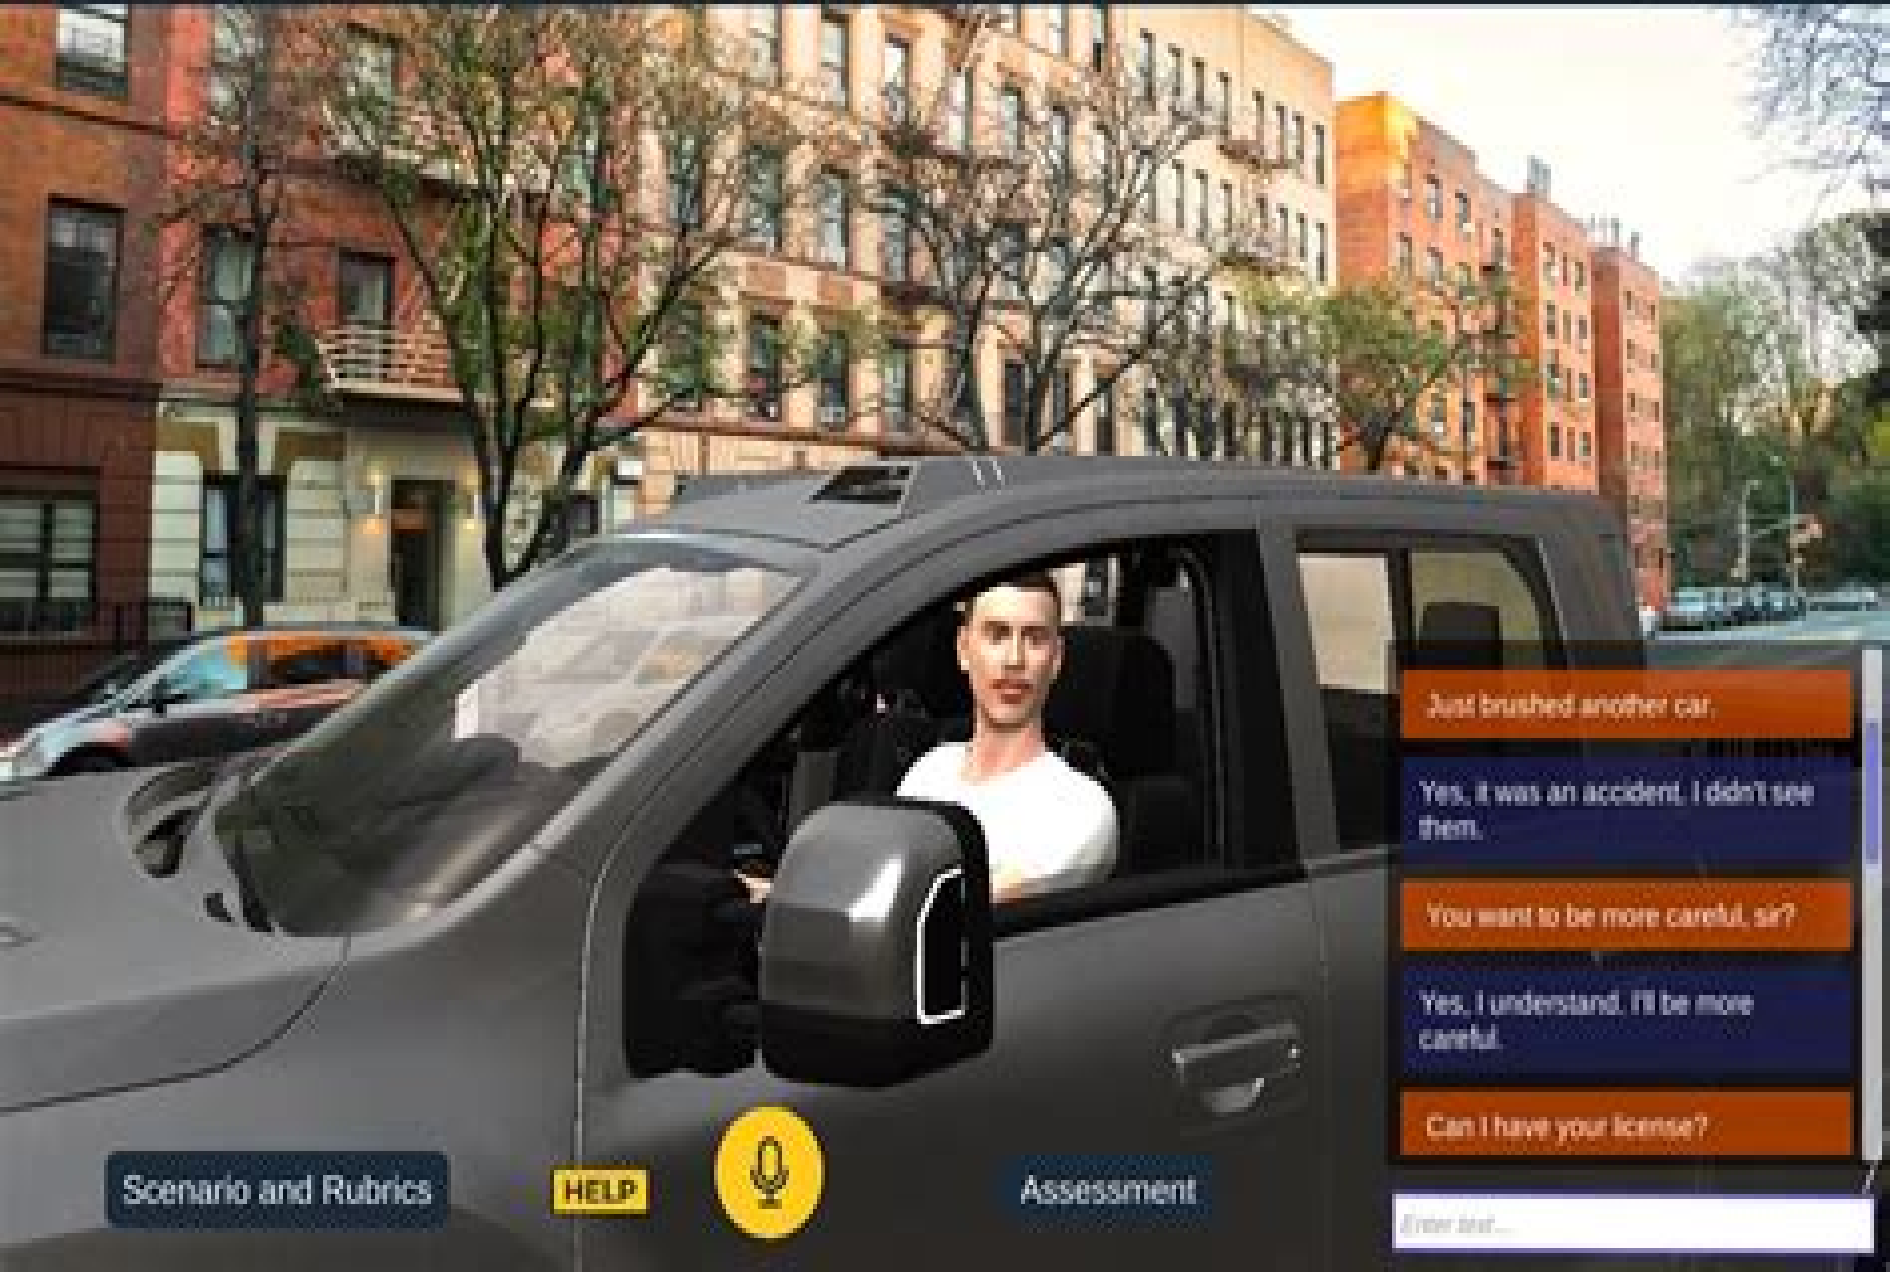 Just brushed another car.
Yes, it was an accident. I didn't see
them.
You want to be more careful, sir?
Yes, I understand. I'll be more
careful.
Can I have your license?
Scenario and Rubrics
HELP
Assessment
Enter text...